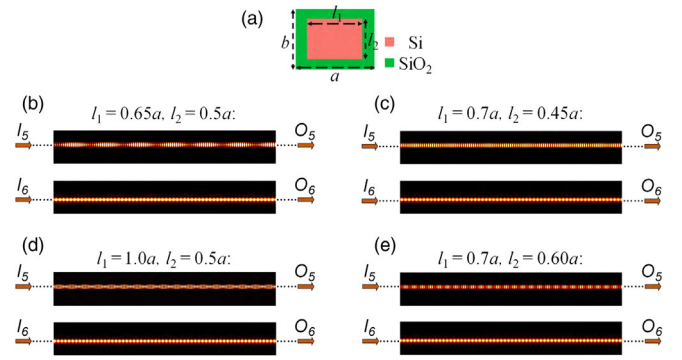 (a)
l₁
b
l₂
a
Si
SiO₂
(b)
l₁ = 0.65a, l₂ = 0.5a:
I₅
O₅
I₆
O₆
(c)
l₁ = 0.7a, l₂ = 0.45a:
I₅
O₅
I₆
O₆
(d)
l₁ = 1.0a, l₂ = 0.5a:
I₅
O₅
I₆
O₆
(e)
l₁ = 0.7a, l₂ = 0.60a:
I₅
O₅
I₆
O₆